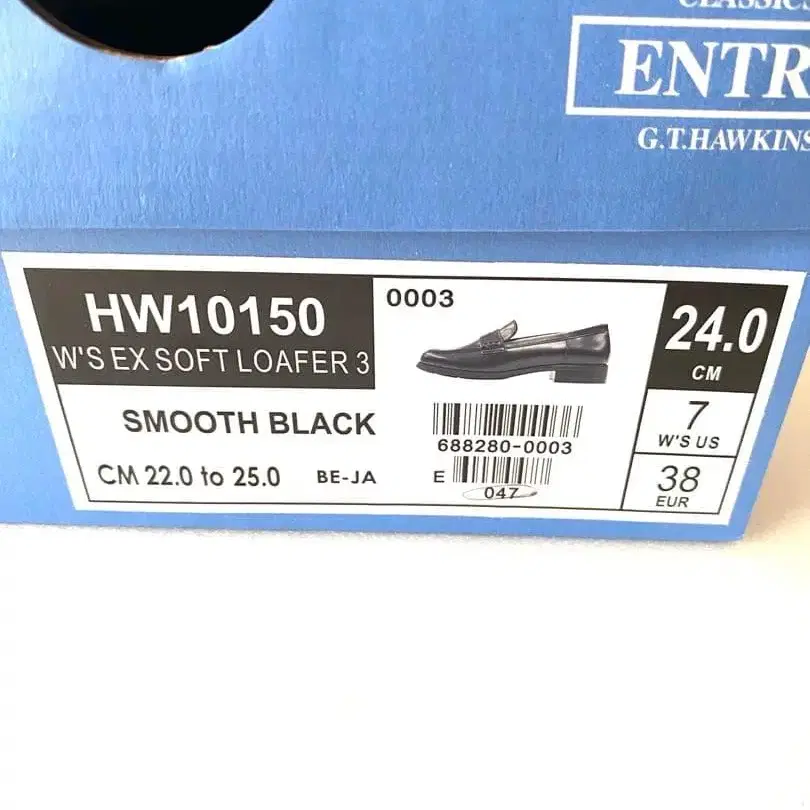 CLASSICS
ENTR
G.T.HAWKINS
HW10150
W'S EX SOFT LOAFER 3
SMOOTH BLACK
CM 22.0 to 25.0 BE-JA
0003
688280-0003
E
047
24.0
CM
7
W'S US
38
EUR